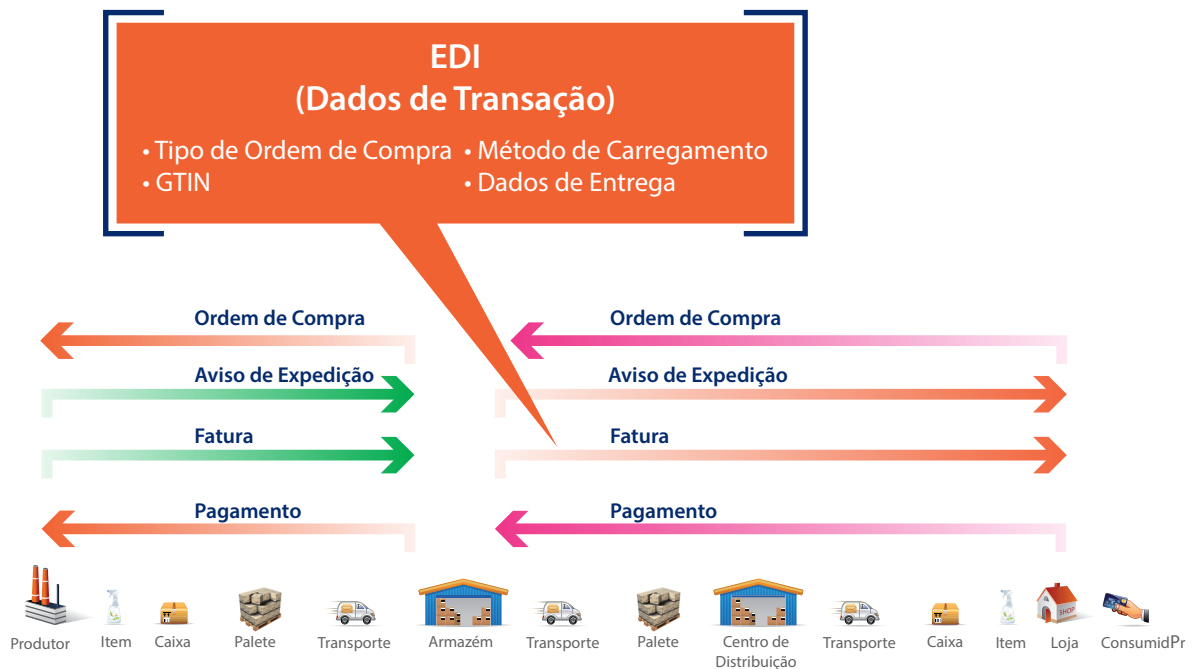 EDI
(Dados de Transação)
• Tipo de Ordem de Compra • Método de Carregamento
• GTIN • Dados de Entrega
Ordem de Compra Ordem de Compra
Aviso de Expedição Aviso de Expedição
Fatura Fatura
Pagamento Pagamento
SHOP
Produtor Item Caixa Palete Transporte Armazém Transporte Palete Centro de Transporte Caixa Item Loja ConsumidPr
Distribuição